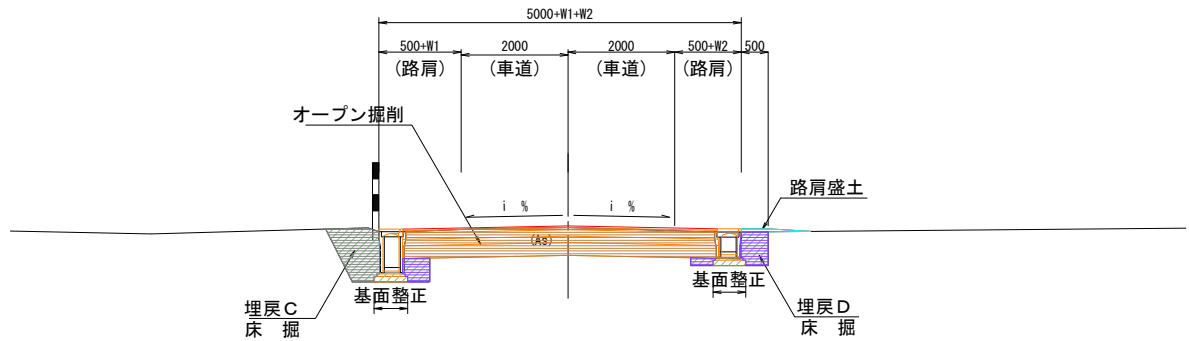 5000+W1+W2
500+W1
2000
2000
500+W2
500
(路肩)
(車道)
(車道)
(路肩)
オープン掘削
路肩盛土
i %
i %
(As)
基面整正
基面整正
埋戻C
床 掘
埋戻D
床 掘